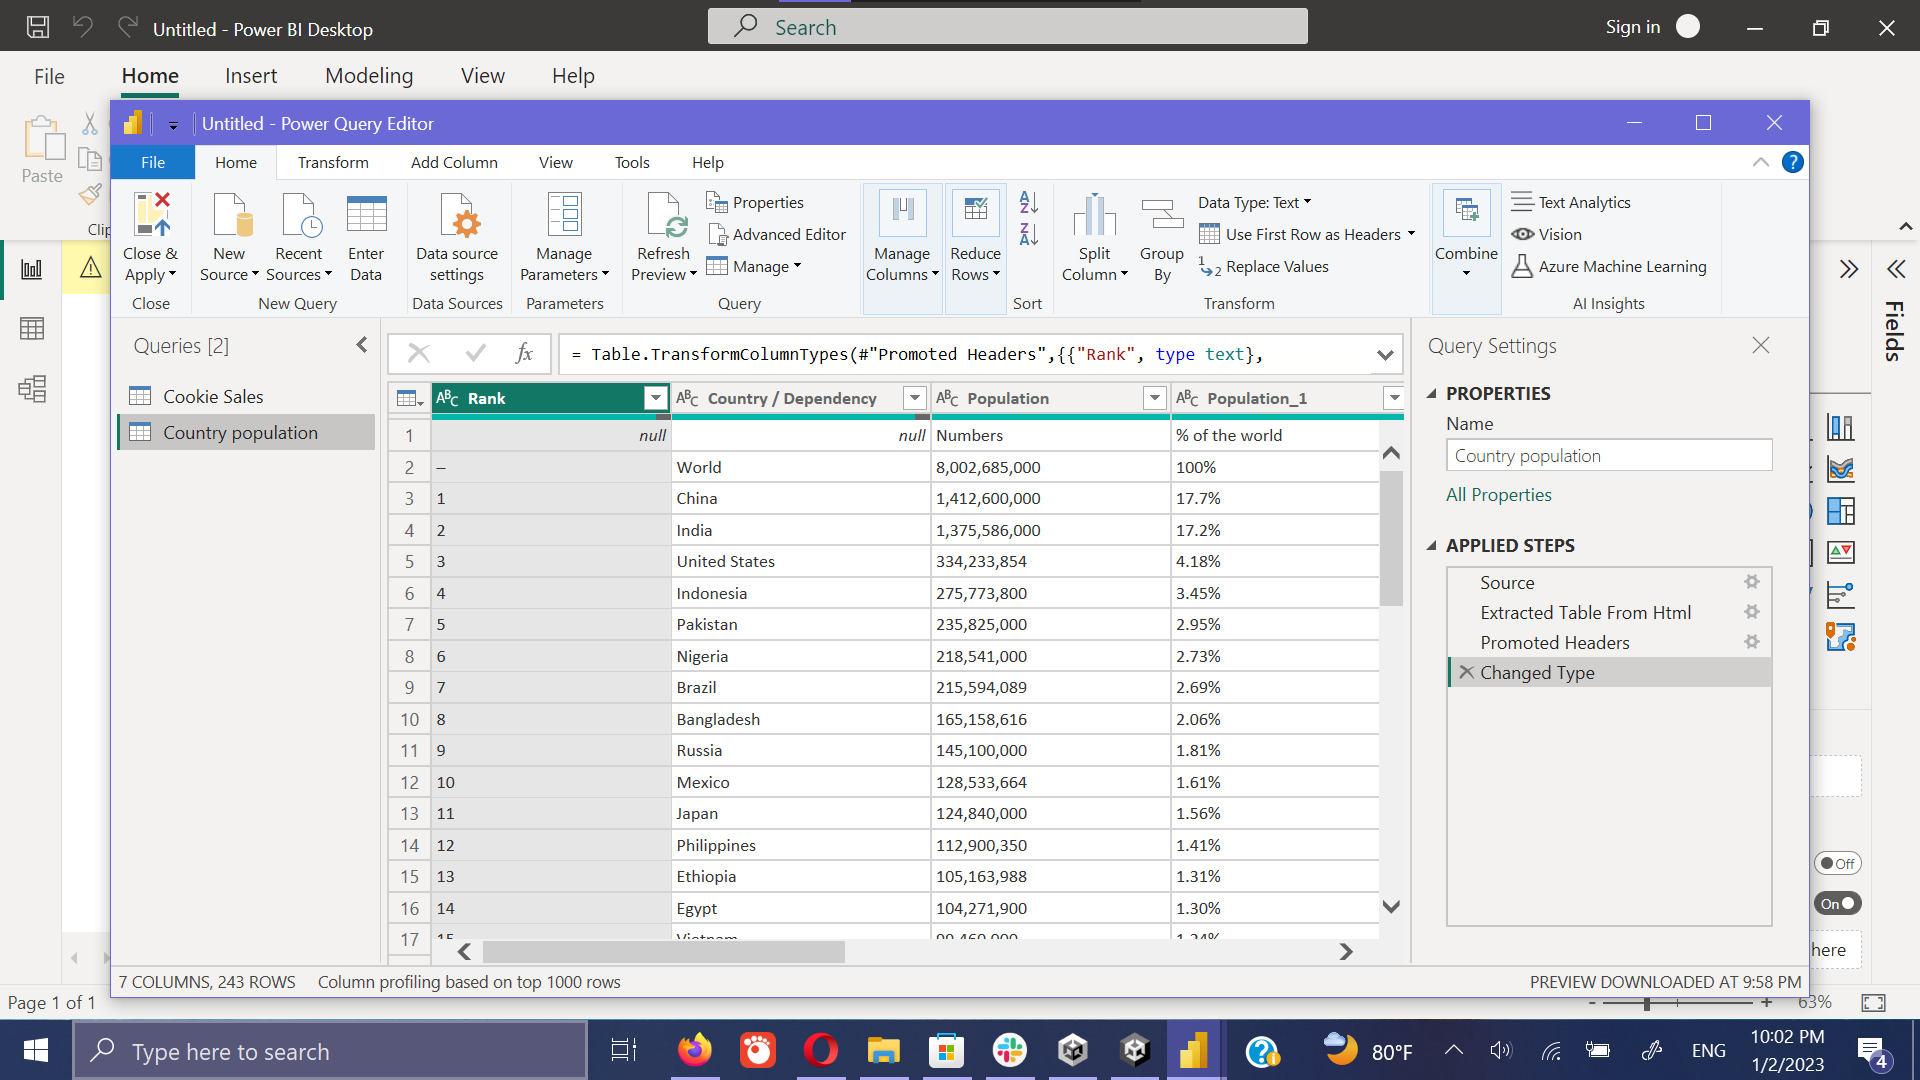 Untitled - Power BI Desktop
Search
Sign in
File
Home
Insert
Modeling
View
Help
Paste
Untitled - Power Query Editor
File
Home
Transform
Add Column
View
Tools
Help
Close &
Apply
Close
New
Source
Recent
Sources
Enter
Data
New Query
Data source
settings
Data Sources
Manage
Parameters
Parameters
Refresh
Preview
Properties
Advanced Editor
Manage
Query
Manage
Columns
Reduce
Rows
Sort
Split
Column
Group
By
Data Type: Text
Use First Row as Headers
Replace Values
Transform
Combine
Text Analytics
Vision
Azure Machine Learning
AI Insights
Queries [2]
Cookie Sales
Country population
fx
= Table.TransformColumnTypes(#"Promoted Headers",{{"Rank", type text},
ABC Rank ABC Country / Dependency ABC Population ABC Population_1
1 null null Numbers % of the world
2 – World 8,002,685,000 100%
3 1 China 1,412,600,000 17.7%
4 2 India 1,375,586,000 17.2%
5 3 United States 334,233,854 4.18%
6 4 Indonesia 275,773,800 3.45%
7 5 Pakistan 235,825,000 2.95%
8 6 Nigeria 218,541,000 2.73%
9 7 Brazil 215,594,089 2.69%
10 8 Bangladesh 165,158,616 2.06%
11 9 Russia 145,100,000 1.81%
12 10 Mexico 128,533,664 1.61%
13 11 Japan 124,840,000 1.56%
14 12 Philippines 112,900,350 1.41%
15 13 Ethiopia 105,163,988 1.31%
16 14 Egypt 104,271,900 1.30%
17 15 Vietnam 99,460,000 1.24%
Query Settings
PROPERTIES
Name
Country population
All Properties
APPLIED STEPS
Source
Extracted Table From Html
Promoted Headers
Changed Type
Fields
Off
On
here
7 COLUMNS, 243 ROWS
Column profiling based on top 1000 rows
PREVIEW DOWNLOADED AT 9:58 PM
Page 1 of 1
63%
Type here to search
80°F
ENG
10:02 PM
1/2/2023
4